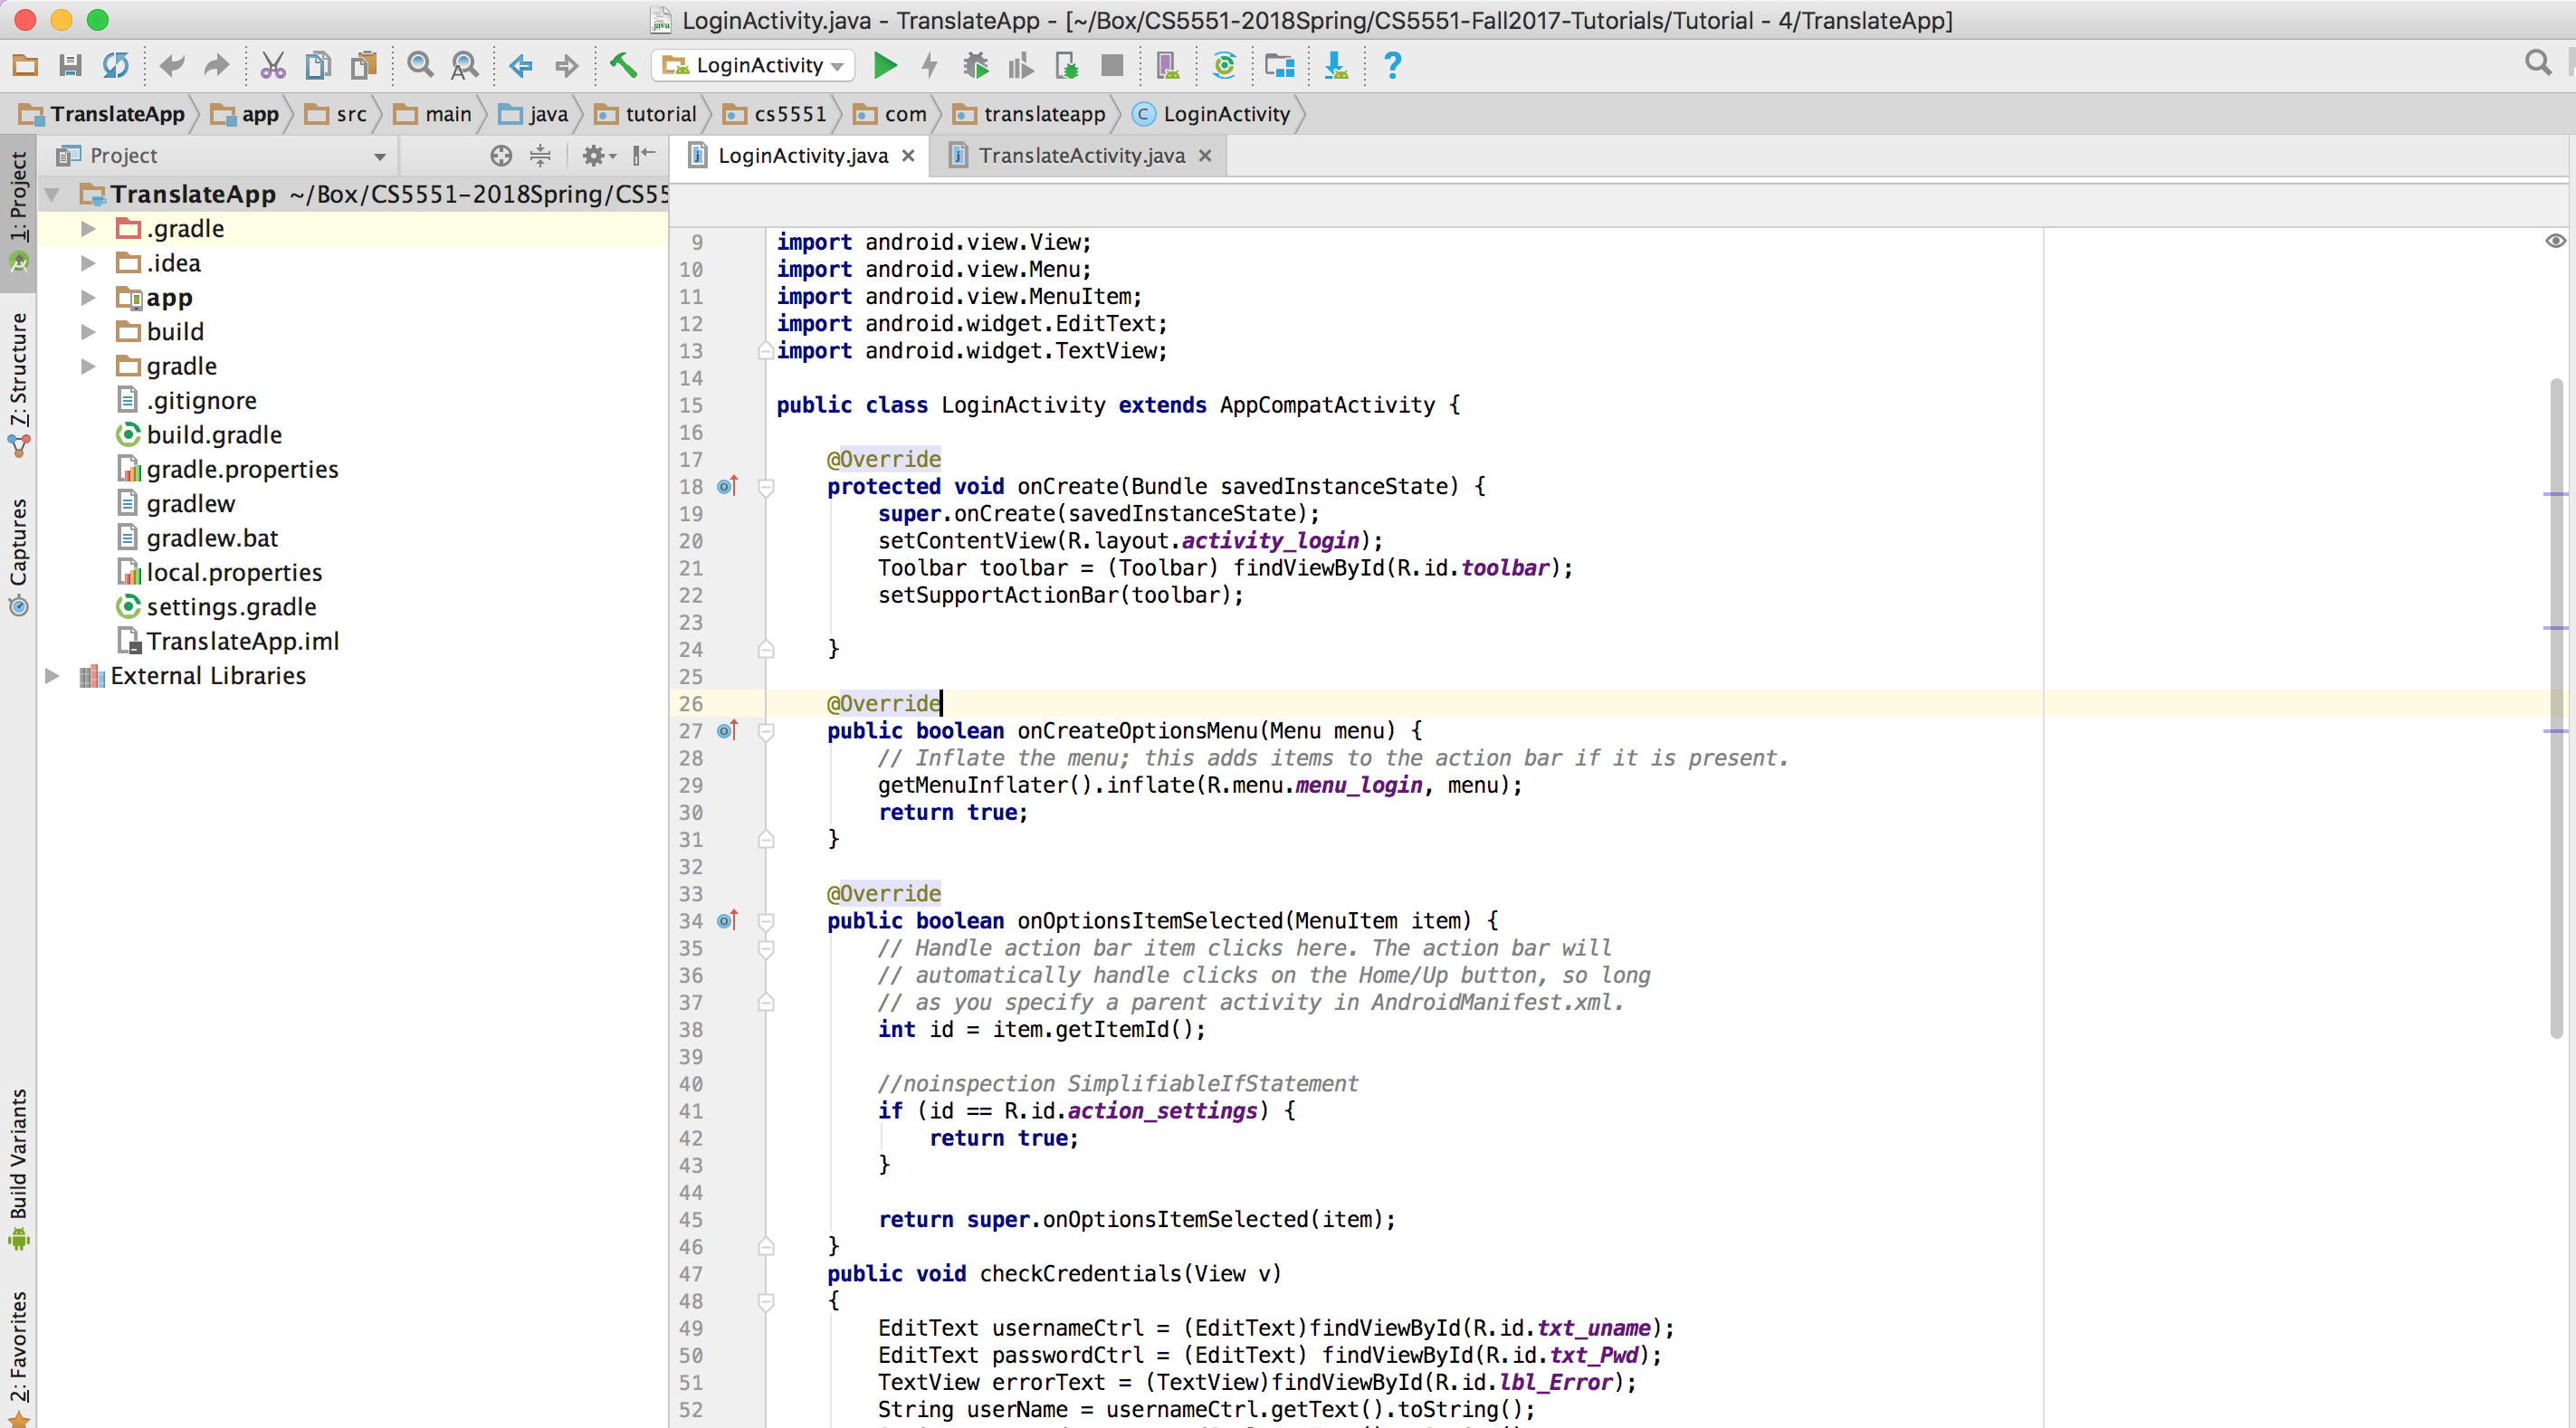 LoginActivity.java - TranslateApp - [~/Box/CS5551-2018Spring/CS5551-Fall2017-Tutorials/Tutorial - 4/TranslateApp]
LoginActivity
TranslateApp app src main java tutorial cs5551 com translateapp LoginActivity
Project
LoginActivity.java TranslateActivity.java
1: Project
Z: Structure
Captures
Build Variants
2: Favorites
TranslateApp ~/Box/CS5551-2018Spring/CS55
.gradle
.idea
app
build
gradle
.gitignore
build.gradle
gradle.properties
gradlew
gradlew.bat
local.properties
settings.gradle
TranslateApp.iml
External Libraries
9 import android.view.View;
10 import android.view.Menu;
11 import android.view.MenuItem;
12 import android.widget.EditText;
13 import android.widget.TextView;
14
15 public class LoginActivity extends AppCompatActivity {
16
17 @Override
18 protected void onCreate(Bundle savedInstanceState) {
19 super.onCreate(savedInstanceState);
20 setContentView(R.layout.activity_login);
21 Toolbar toolbar = (Toolbar) findViewById(R.id.toolbar);
22 setSupportActionBar(toolbar);
23
24 }
25
26 @Override
27 public boolean onCreateOptionsMenu(Menu menu) {
28 // Inflate the menu; this adds items to the action bar if it is present.
29 getMenuInflater().inflate(R.menu.menu_login, menu);
30 return true;
31 }
32
33 @Override
34 public boolean onOptionsItemSelected(MenuItem item) {
35 // Handle action bar item clicks here. The action bar will
36 // automatically handle clicks on the Home/Up button, so long
37 // as you specify a parent activity in AndroidManifest.xml.
38 int id = item.getItemId();
39
40 //noinspection SimplifiableIfStatement
41 if (id == R.id.action_settings) {
42 return true;
43 }
44
45 return super.onOptionsItemSelected(item);
46 }
47 public void checkCredentials(View v)
48 {
49 EditText usernameCtrl = (EditText)findViewById(R.id.txt_uname);
50 EditText passwordCtrl = (EditText) findViewById(R.id.txt_Pwd);
51 TextView errorText = (TextView)findViewById(R.id.lbl_Error);
52 String userName = usernameCtrl.getText().toString();